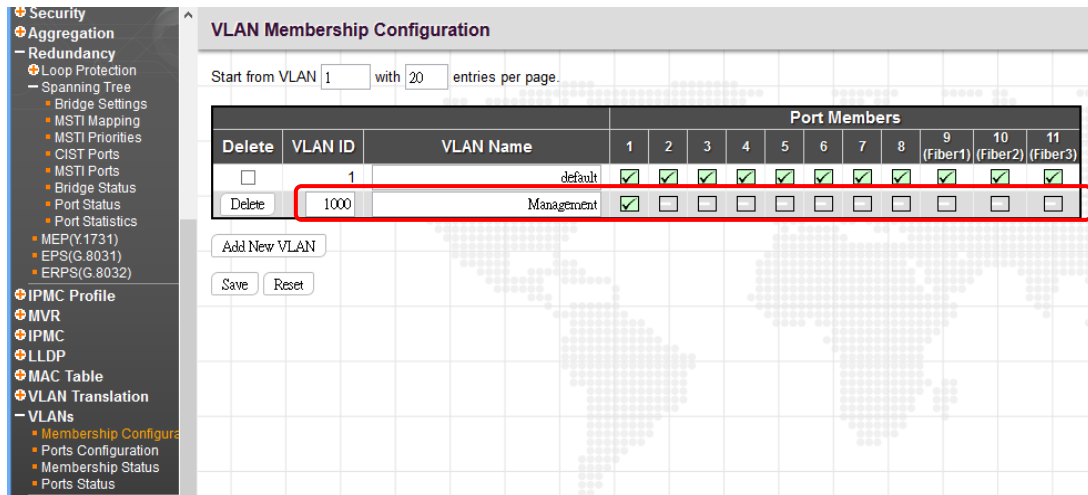 Security
Aggregation
Redundancy
Loop Protection
Spanning Tree
Bridge Settings
MSTI Mapping
MSTI Priorities
CIST Ports
MSTI Ports
Bridge Status
Port Status
Port Statistics
MEP(Y.1731)
EPS(G.8031)
ERPS(G.8032)
IPMC Profile
MVR
IPMC
LLDP
MAC Table
VLAN Translation
VLANs
Membership Configura
Ports Configuration
Membership Status
Ports Status
VLAN Membership Configuration
Start from VLAN 1 with 20 entries per page.
Port Members
Delete VLAN ID VLAN Name 1 2 3 4 5 6 7 8 9 (Fiber1) 10 (Fiber2) 11 (Fiber3)
1 default
Delete 1000 Management
Add New VLAN
Save Reset